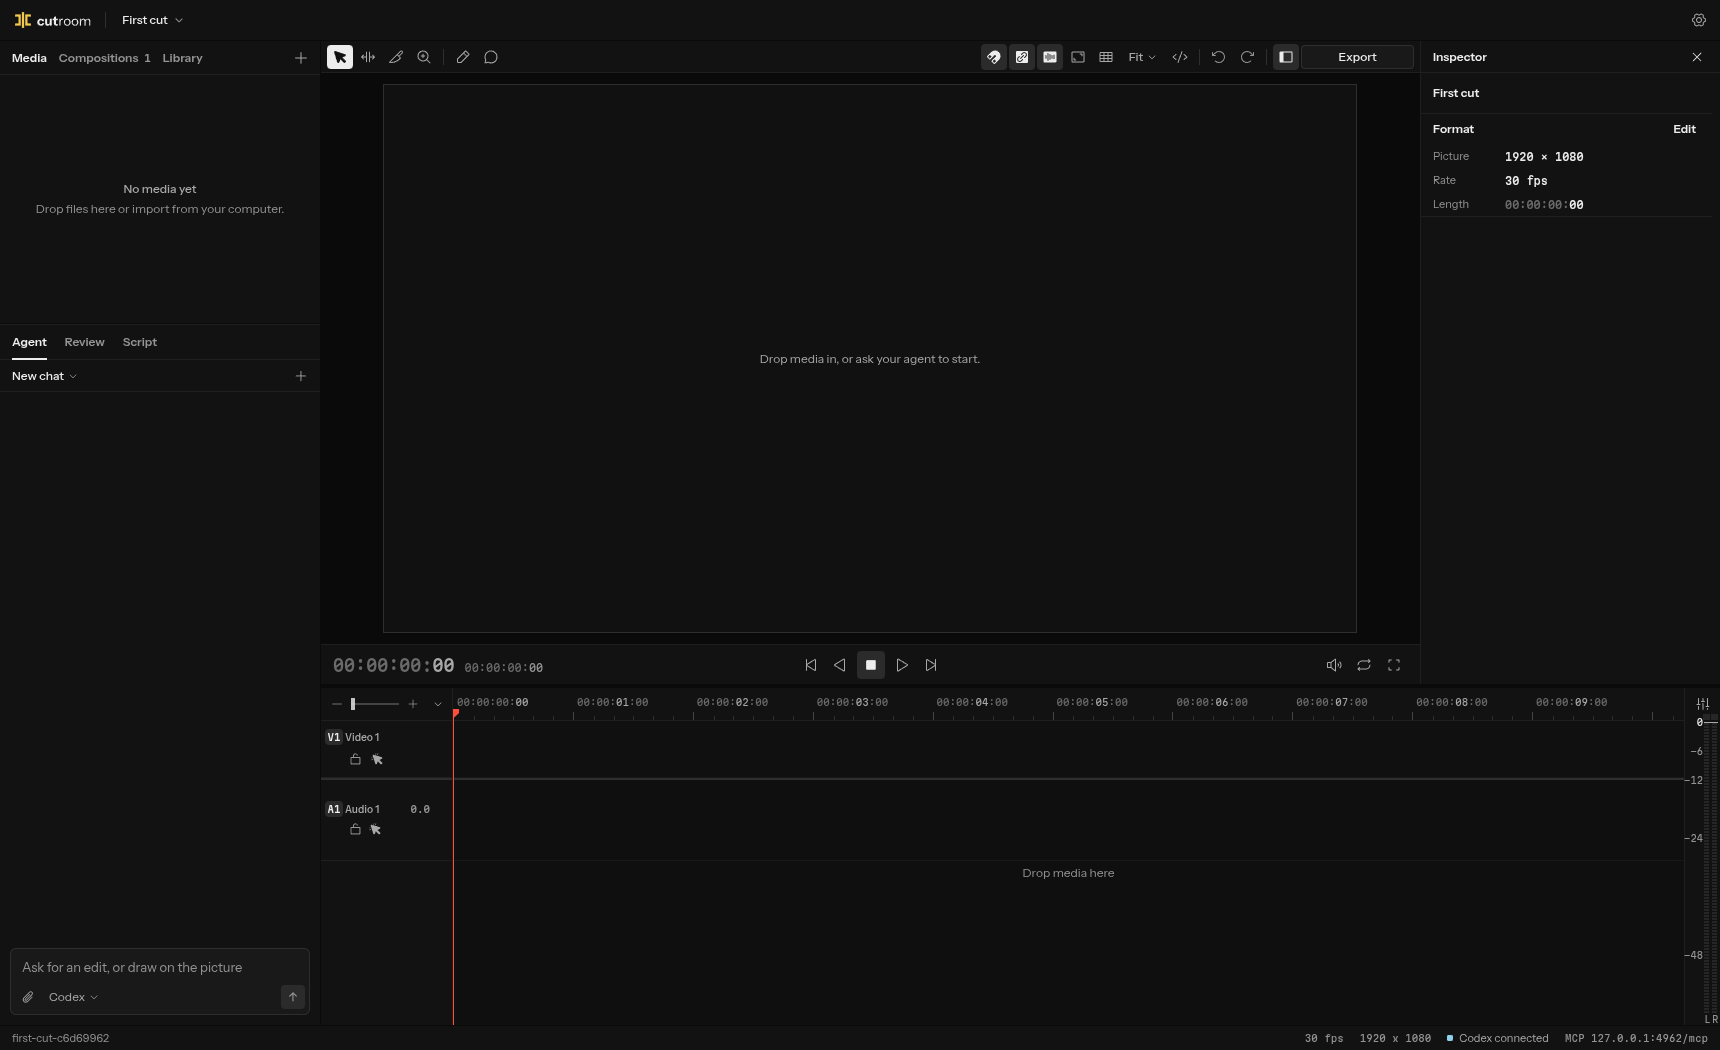 cutroom
First cut
Media Compositions 1 Library
No media yet
Drop files here or import from your computer.
Agent Review Script
New chat
Ask for an edit, or draw on the picture
Codex
Fit
Export
Drop media in, or ask your agent to start.
00:00:00:00 00:00:00:00
Inspector
First cut
Format Edit
Picture 1920 × 1080
Rate 30 fps
Length 00:00:00:00
00:00:00:00 00:00:01:00 00:00:02:00 00:00:03:00 00:00:04:00 00:00:05:00 00:00:06:00 00:00:07:00 00:00:08:00 00:00:09:00
V1 Video 1
A1 Audio 1 0.0
Drop media here
0
-6
-12
-24
-48
L R
first-cut-c6d69962
30 fps 1920 x 1080 Codex connected MCP 127.0.0.1:4962/mcp